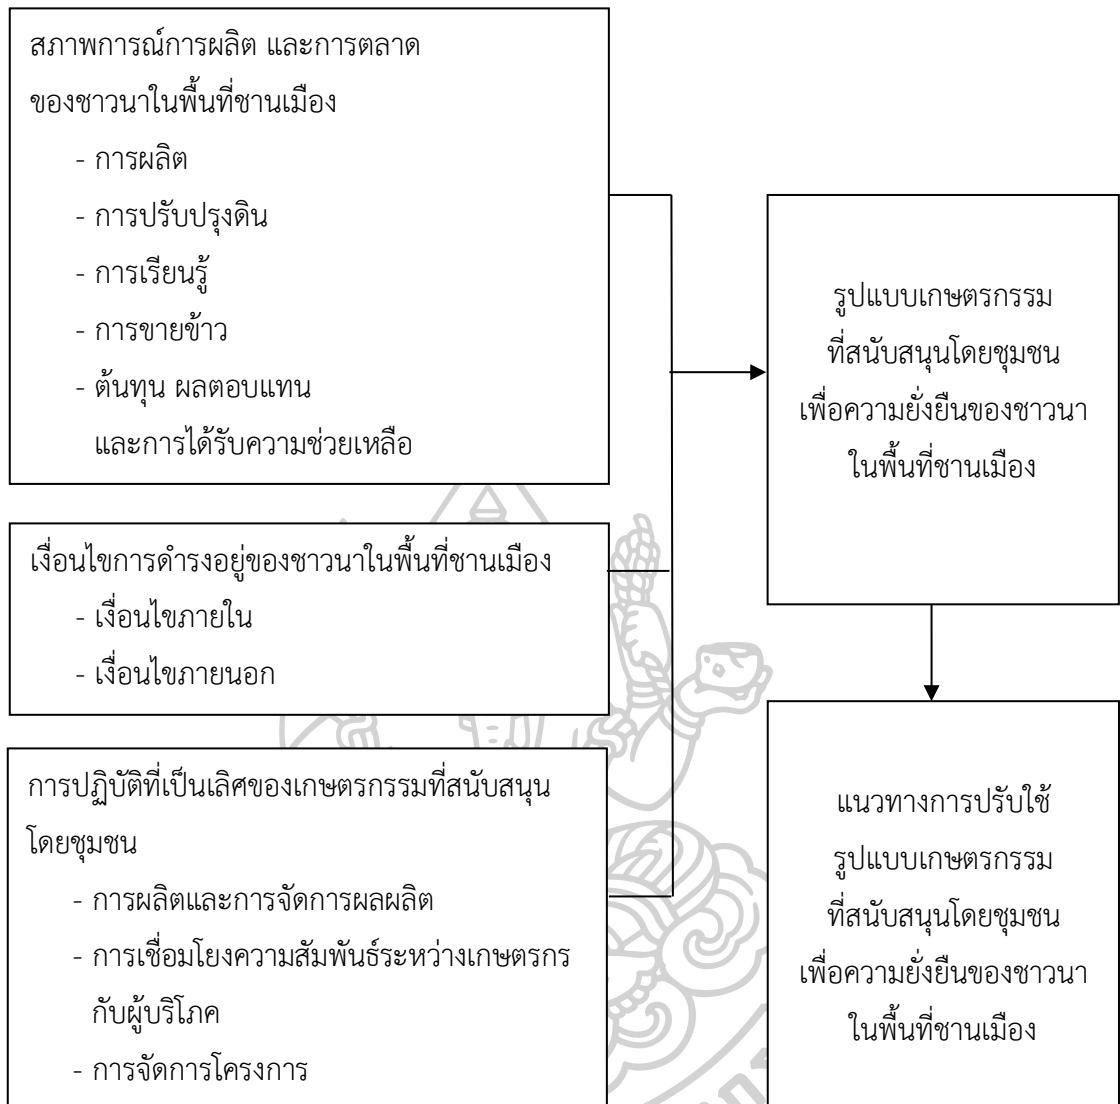 สภาพการณ์การผลิต และการตลาด
ของชาวนาในพื้นที่ชานเมือง
- การผลิต
- การปรับปรุงดิน
- การเรียนรู้
- การขายข้าว
- ต้นทุน ผลตอบแทน
และการได้รับความช่วยเหลือ
เงื่อนไขการดำรงอยู่ของชาวนาในพื้นที่ชานเมือง
- เงื่อนไขภายใน
- เงื่อนไขภายนอก
การปฏิบัติที่เป็นเลิศของเกษตรกรรมที่สนับสนุน
โดยชุมชน
- การผลิตและการจัดการผลผลิต
- การเชื่อมโยงความสัมพันธ์ระหว่างเกษตรกร
กับผู้บริโภค
- การจัดการโครงการ
รูปแบบเกษตรกรรม
ที่สนับสนุนโดยชุมชน
เพื่อความยั่งยืนของชาวนา
ในพื้นที่ชานเมือง
แนวทางการปรับใช้
รูปแบบเกษตรกรรม
ที่สนับสนุนโดยชุมชน
เพื่อความยั่งยืนของชาวนา
ในพื้นที่ชานเมือง